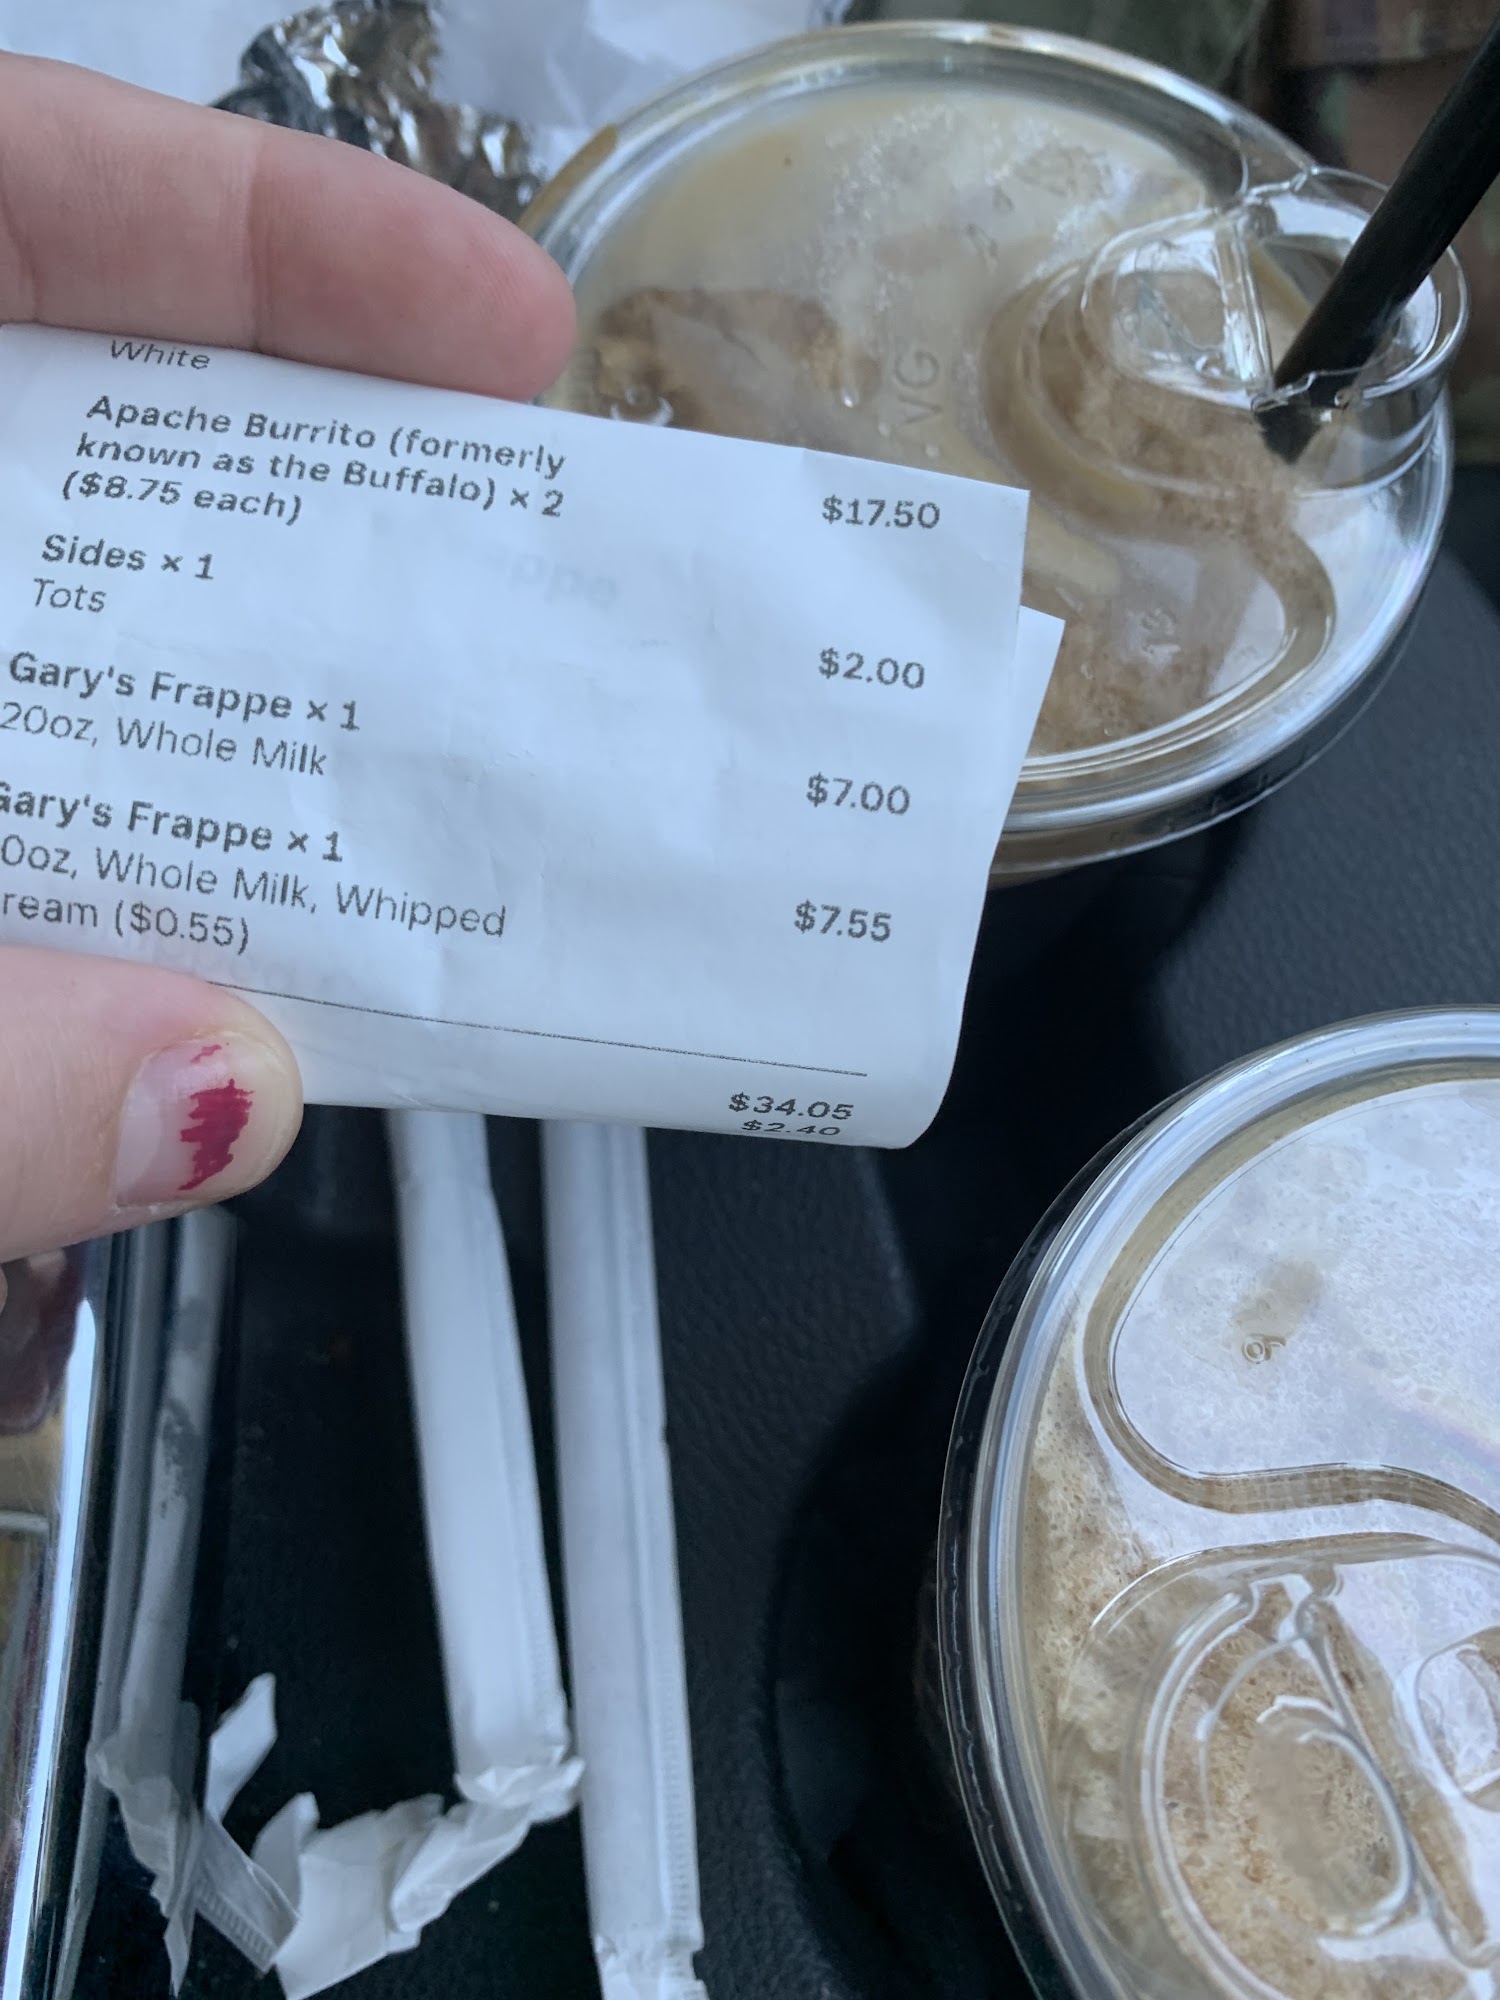 White
Apache Burrito (formerly
known as the Buffalo) × 2
($8.75 each)
$17.50
Sides × 1
Tots
$2.00
Gary's Frappe × 1
20oz, Whole Milk
$7.00
Gary's Frappe × 1
0oz, Whole Milk, Whipped
ream ($0.55)
$7.55
$34.05
$2.40